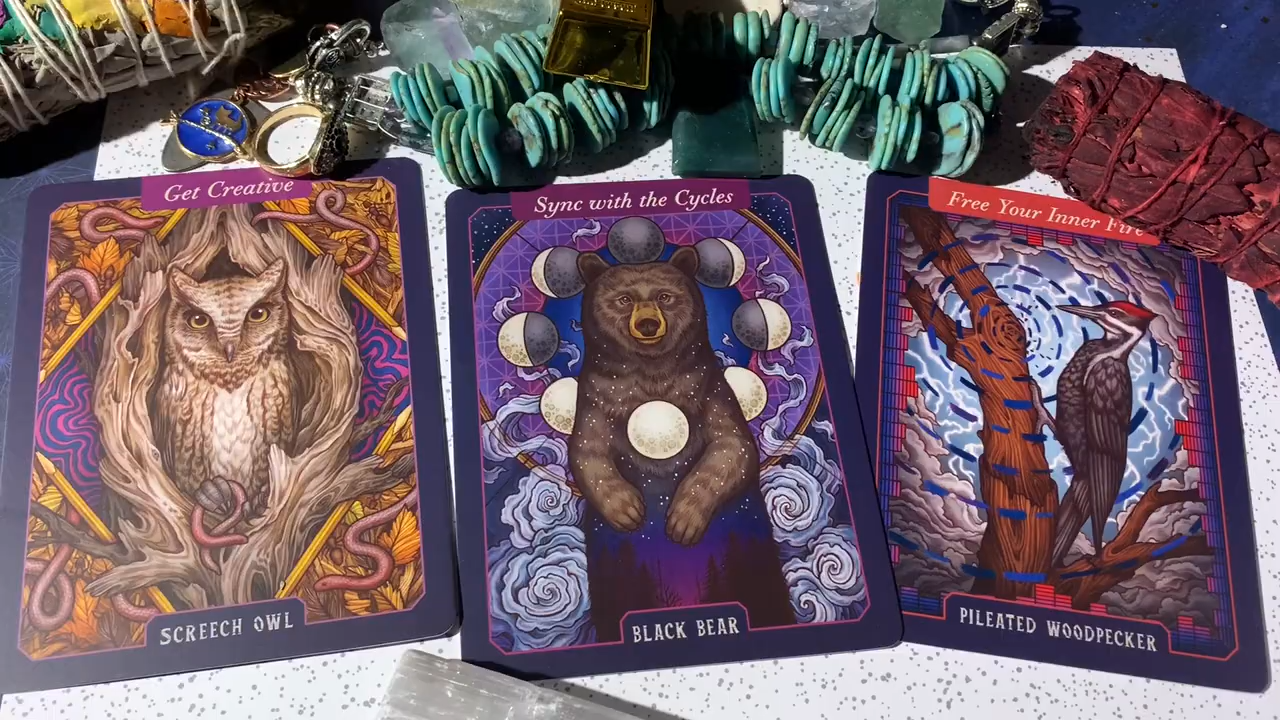 Get Creative
SCREECH OWL
Sync with the Cycles
BLACK BEAR
Free Your Inner Fire
PILEATED WOODPECKER